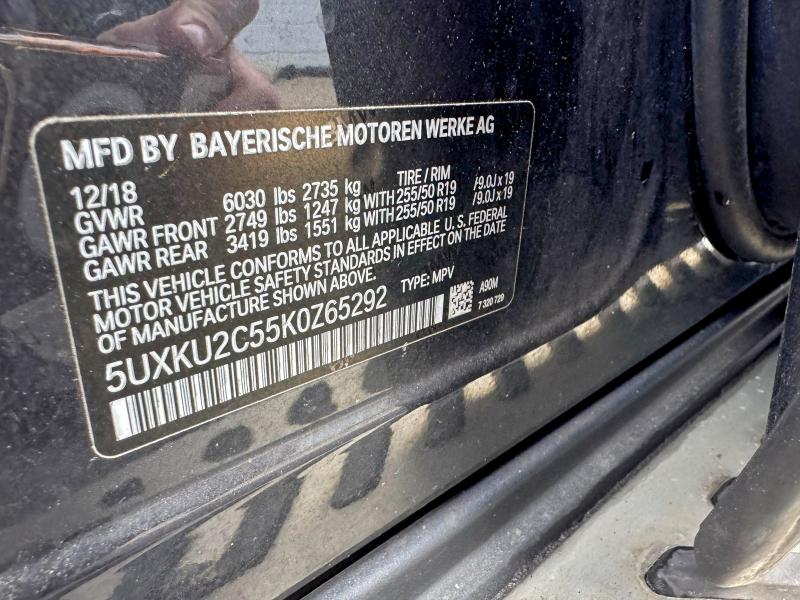 MFD BY BAYERISCHE MOTOREN WERKE AG
12/18 TIRE / RIM
GVWR 6030 lbs 2735 kg
GAWR FRONT 2749 lbs 1247 kg WITH 255/50 R19 /9.0J x 19
GAWR REAR 3419 lbs 1551 kg WITH 255/50 R19 /9.0J x 19
THIS VEHICLE CONFORMS TO ALL APPLICABLE U.S. FEDERAL
MOTOR VEHICLE SAFETY STANDARDS IN EFFECT ON THE DATE
OF MANUFACTURE SHOWN ABOVE. TYPE: MPV
5UXKU2C55K0Z65292
A90M
7 320 720